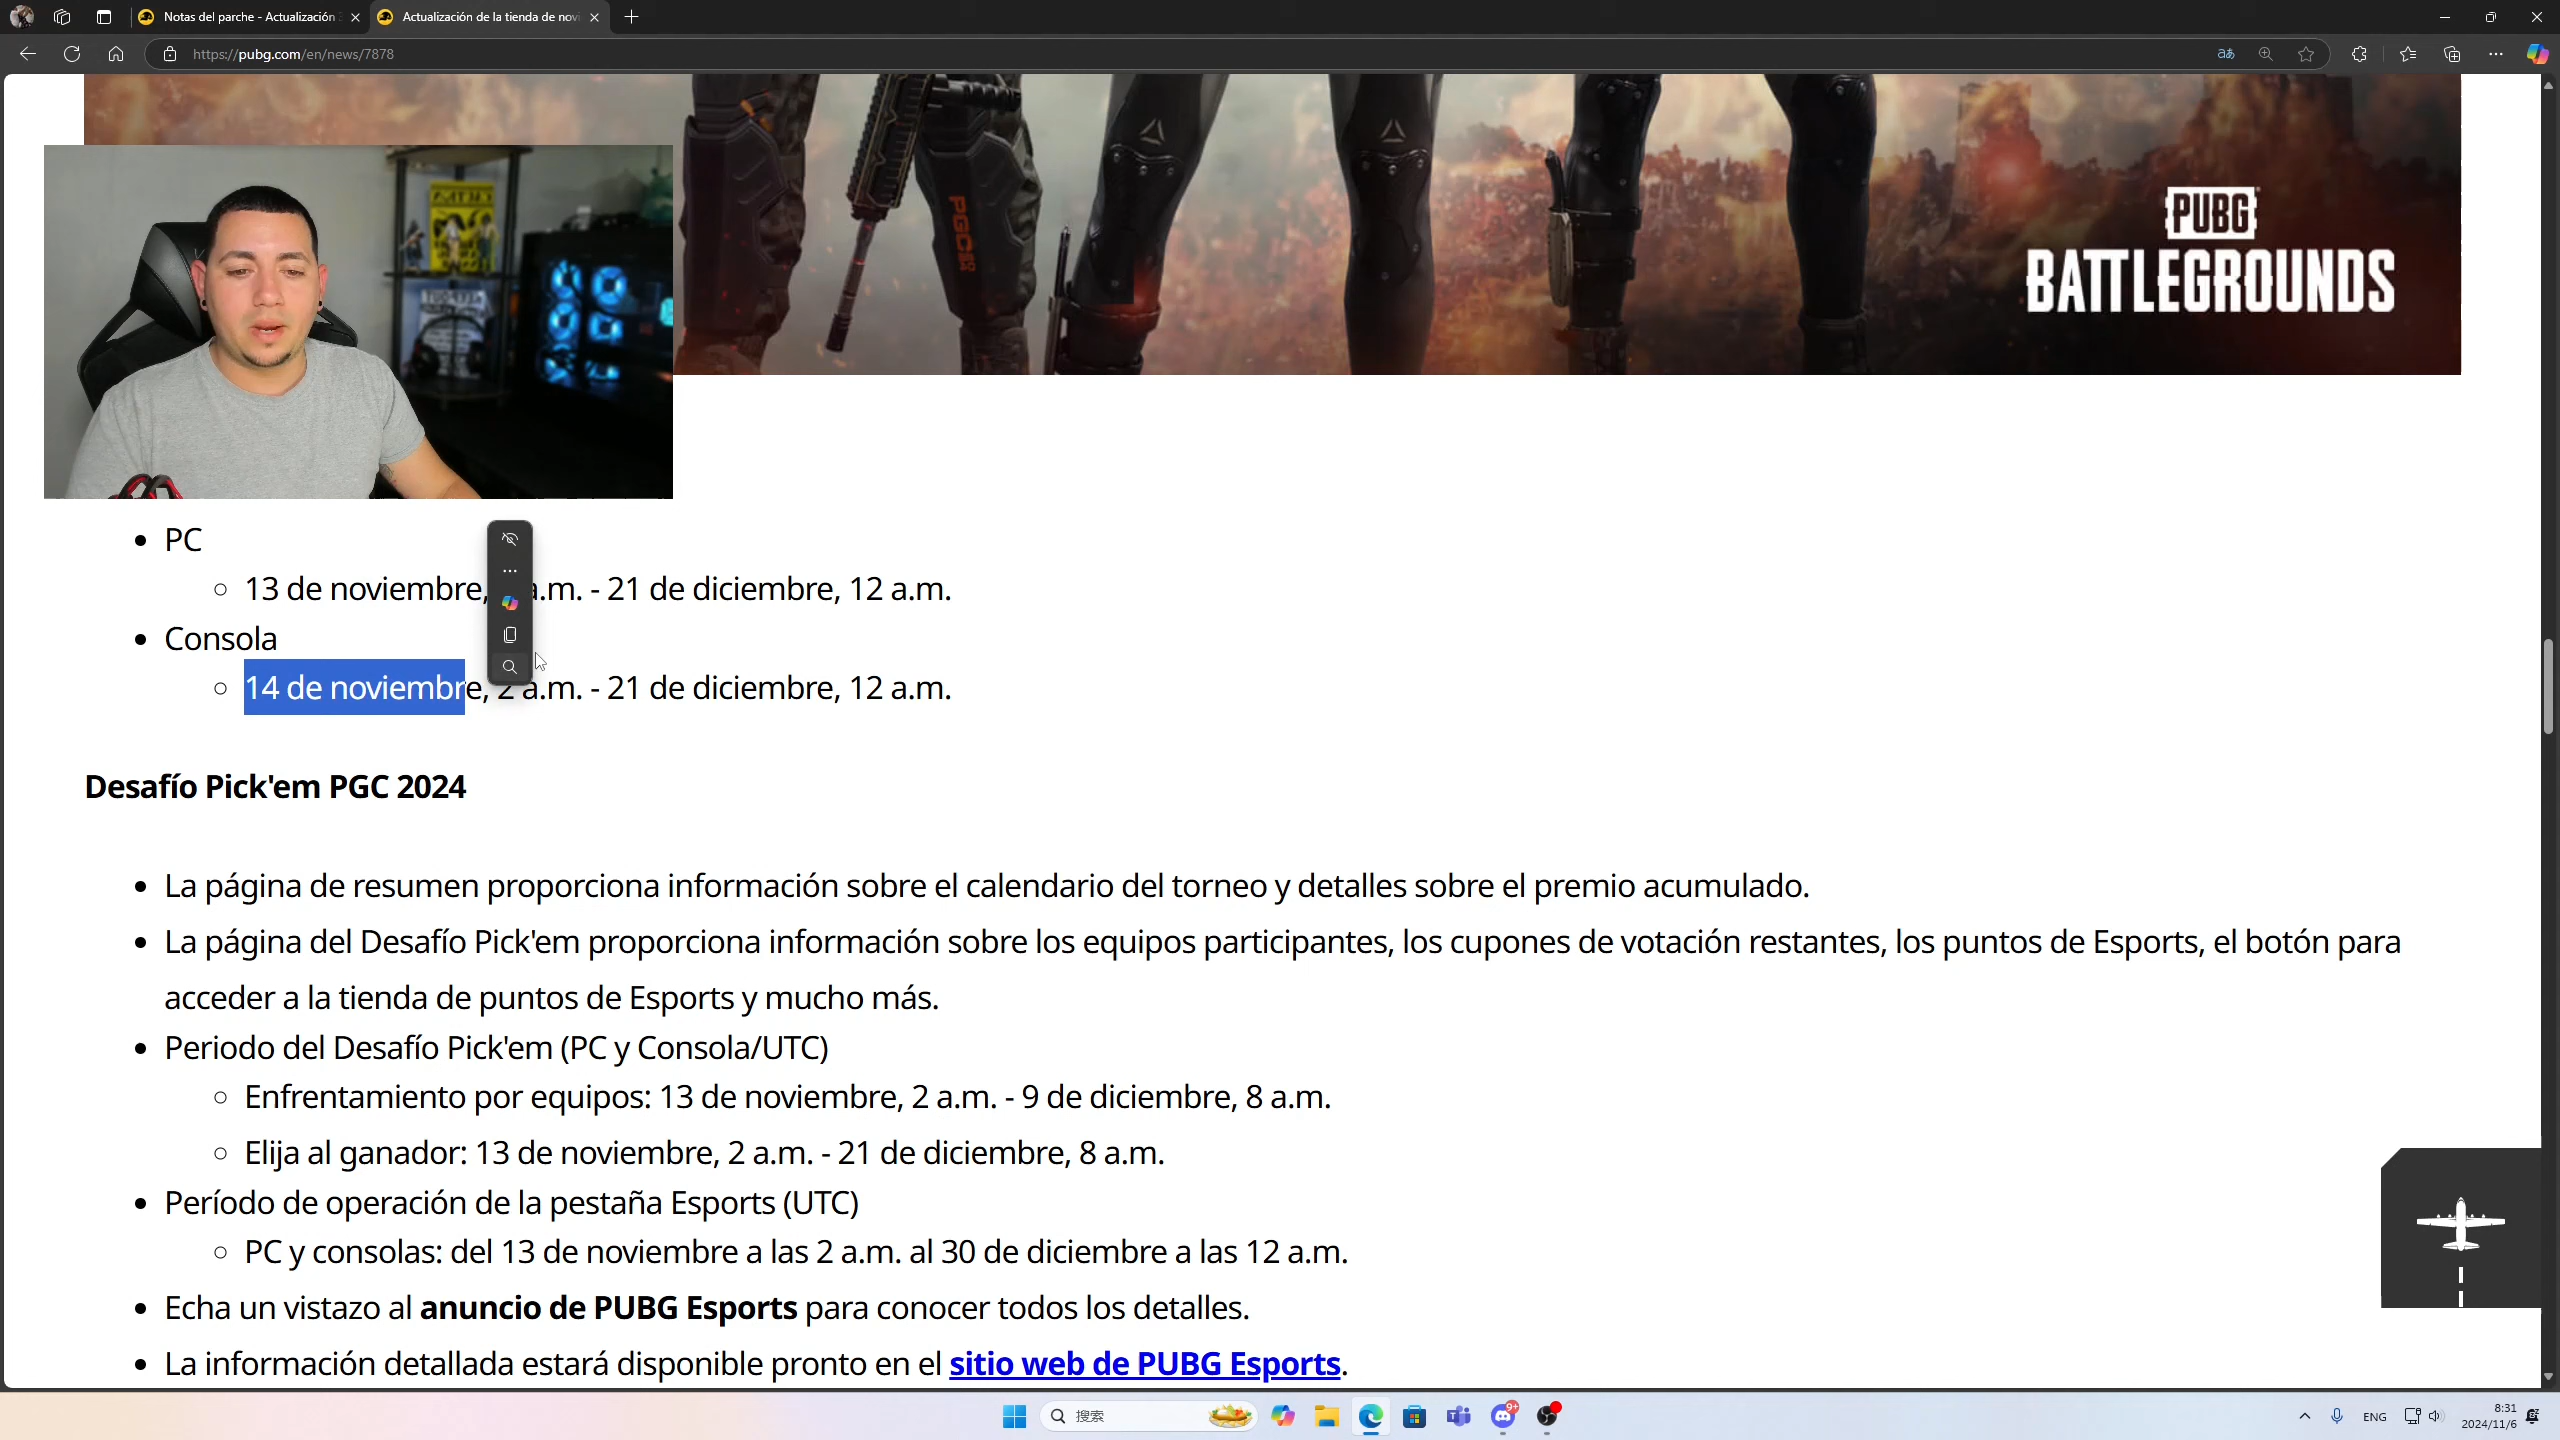 Notas del parche - Actualización 3
Actualización de la tienda de novi
https://pubg.com/en/news/7878
PUBG
BATTLEGROUNDS
PC
13 de noviembre, a.m. - 21 de diciembre, 12 a.m.
Consola
14 de noviembre, 2 a.m. - 21 de diciembre, 12 a.m.
Desafío Pick'em PGC 2024
La página de resumen proporciona información sobre el calendario del torneo y detalles sobre el premio acumulado.
La página del Desafío Pick'em proporciona información sobre los equipos participantes, los cupones de votación restantes, los puntos de Esports, el botón para
acceder a la tienda de puntos de Esports y mucho más.
Periodo del Desafío Pick'em (PC y Consola/UTC)
Enfrentamiento por equipos: 13 de noviembre, 2 a.m. - 9 de diciembre, 8 a.m.
Elija al ganador: 13 de noviembre, 2 a.m. - 21 de diciembre, 8 a.m.
Período de operación de la pestaña Esports (UTC)
PC y consolas: del 13 de noviembre a las 2 a.m. al 30 de diciembre a las 12 a.m.
Echa un vistazo al anuncio de PUBG Esports para conocer todos los detalles.
La información detallada estará disponible pronto en el sitio web de PUBG Esports.
搜索
9+
ENG
8:31
2024/11/6